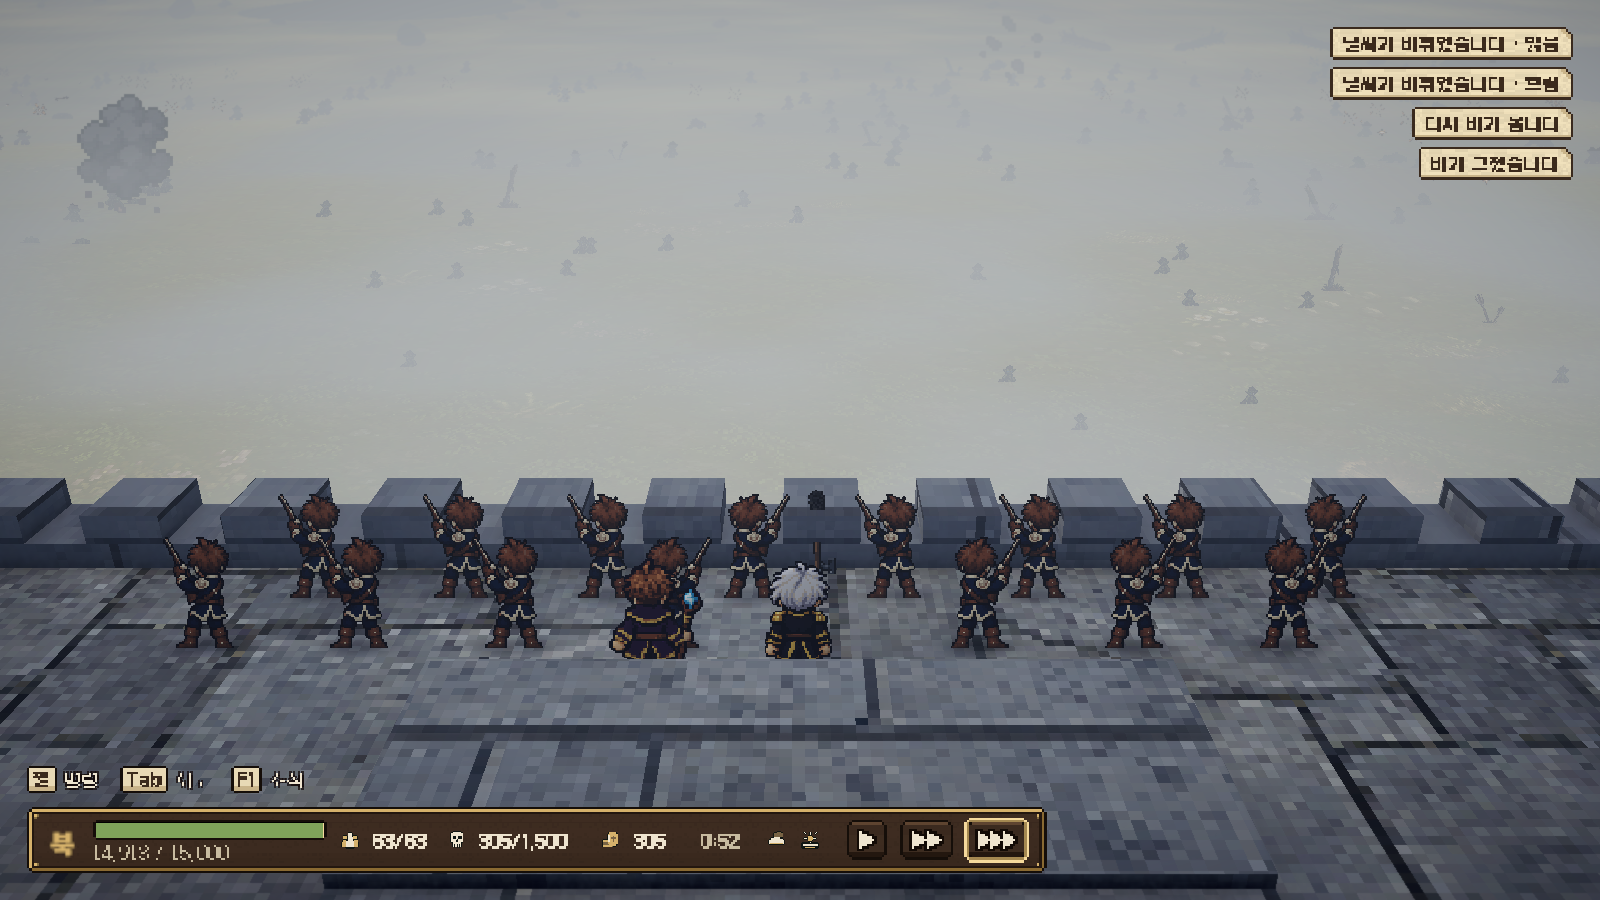 날씨가 바뀌었습니다 · 맑음
날씨가 바뀌었습니다 · 흐림
다시 비가 옵니다
비가 그쳤습니다
Tab
F1
북
14,913 / 15,000
63/63
305/1,500
305
0:52